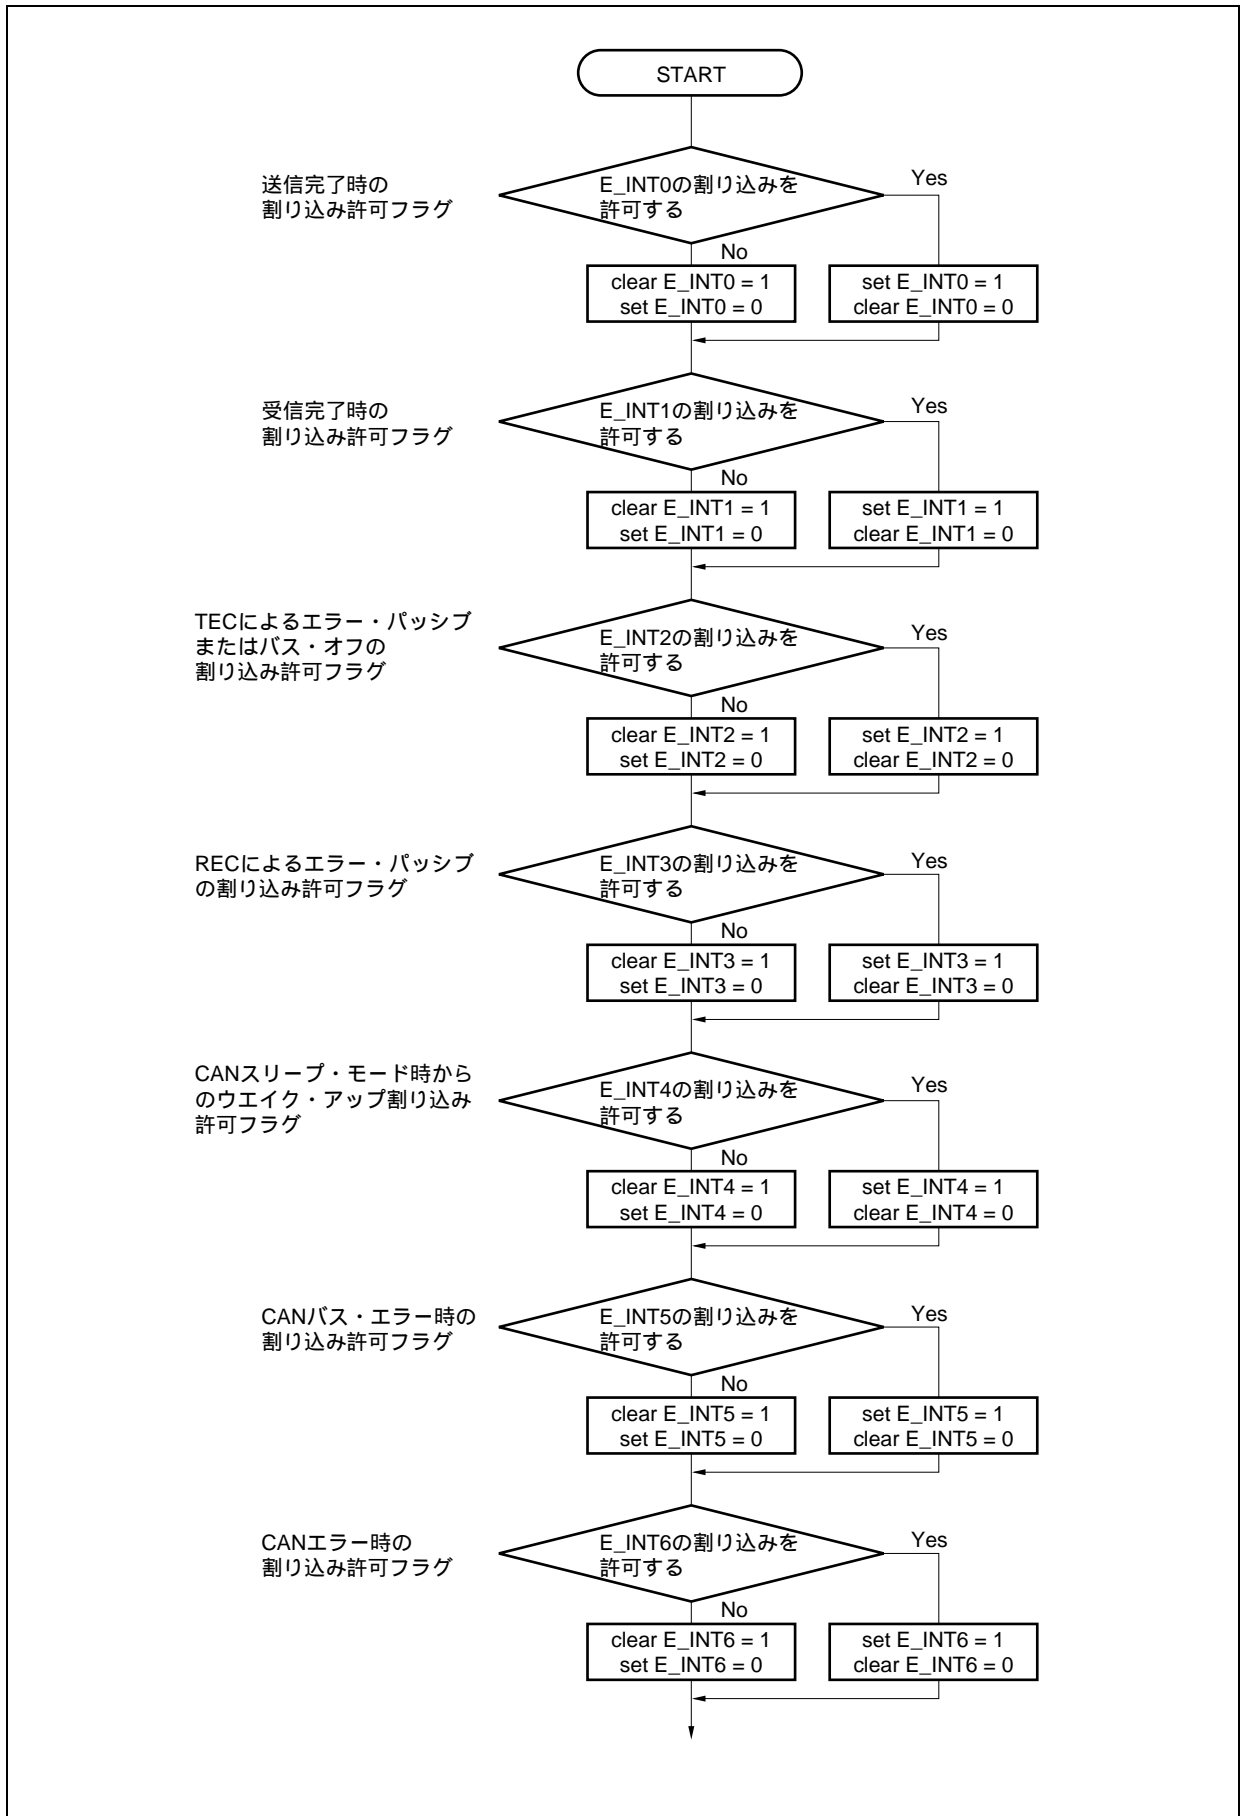 START
送信完了時の
割り込み許可フラグ
E_INT0の割り込みを
許可する
Yes
No
clear E_INT0 = 1
set E_INT0 = 0
set E_INT0 = 1
clear E_INT0 = 0
受信完了時の
割り込み許可フラグ
E_INT1の割り込みを
許可する
Yes
No
clear E_INT1 = 1
set E_INT1 = 0
set E_INT1 = 1
clear E_INT1 = 0
TECによるエラー・パッシブ
またはバス・オフの
割り込み許可フラグ
E_INT2の割り込みを
許可する
Yes
No
clear E_INT2 = 1
set E_INT2 = 0
set E_INT2 = 1
clear E_INT2 = 0
RECによるエラー・パッシブ
の割り込み許可フラグ
E_INT3の割り込みを
許可する
Yes
No
clear E_INT3 = 1
set E_INT3 = 0
set E_INT3 = 1
clear E_INT3 = 0
CANスリープ・モード時から
のウエイク・アップ割り込み
許可フラグ
E_INT4の割り込みを
許可する
Yes
No
clear E_INT4 = 1
set E_INT4 = 0
set E_INT4 = 1
clear E_INT4 = 0
CANバス・エラー時の
割り込み許可フラグ
E_INT5の割り込みを
許可する
Yes
No
clear E_INT5 = 1
set E_INT5 = 0
set E_INT5 = 1
clear E_INT5 = 0
CANエラー時の
割り込み許可フラグ
E_INT6の割り込みを
許可する
Yes
No
clear E_INT6 = 1
set E_INT6 = 0
set E_INT6 = 1
clear E_INT6 = 0